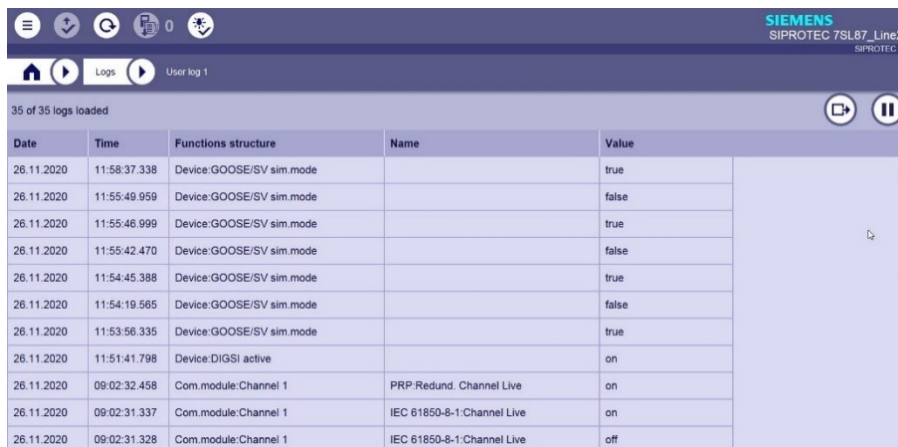 0
SIEMENS
SIPROTEC 7SL87_Line2
SIPROTEC
Logs
User log 1
35 of 35 logs loaded
Date Time Functions structure Name Value
26.11.2020 11:58:37.338 Device:GOOSE/SV sim.mode true
26.11.2020 11:55:49.959 Device:GOOSE/SV sim.mode false
26.11.2020 11:55:46.999 Device:GOOSE/SV sim.mode true
26.11.2020 11:55:42.470 Device:GOOSE/SV sim.mode false
26.11.2020 11:54:45.388 Device:GOOSE/SV sim.mode true
26.11.2020 11:54:19.565 Device:GOOSE/SV sim.mode false
26.11.2020 11:53:56.335 Device:GOOSE/SV sim.mode true
26.11.2020 11:51:41.798 Device:DIGSI active on
26.11.2020 09:02:32.458 Com.module:Channel 1 PRP:Redund. Channel Live on
26.11.2020 09:02:31.337 Com.module:Channel 1 IEC 61850-8-1:Channel Live on
26.11.2020 09:02:31.328 Com.module:Channel 1 IEC 61850-8-1:Channel Live off